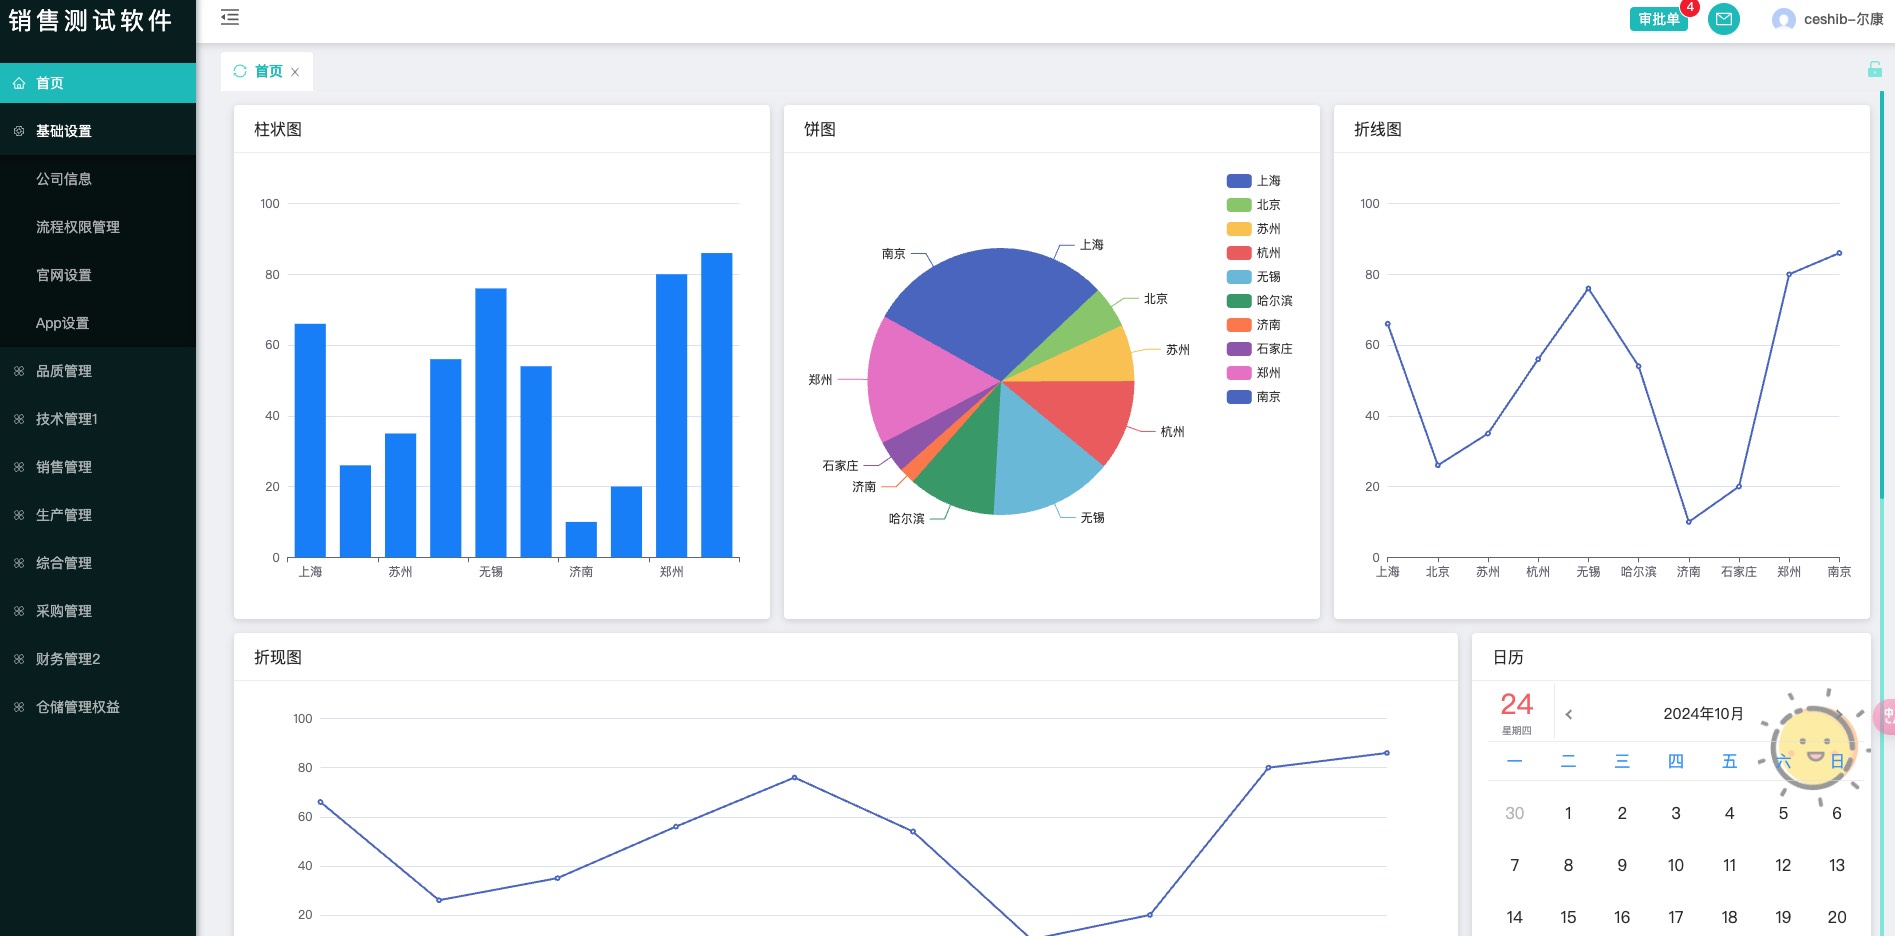 销售测试软件
首页
基础设置
公司信息
流程权限管理
官网设置
App设置
品质管理
技术管理1
销售管理
生产管理
综合管理
采购管理
财务管理2
仓储管理权益
审批单 4
ceshib-尔康
首页
柱状图
100
80
60
40
20
0
上海 苏州 无锡 济南 郑州
饼图
上海
北京
苏州
杭州
无锡
哈尔滨
济南
石家庄
郑州
南京
上海
北京
苏州
杭州
无锡
哈尔滨
济南
石家庄
郑州
南京
折线图
100
80
60
40
20
0
上海 北京 苏州 杭州 无锡 哈尔滨 济南 石家庄 郑州 南京
折现图
100
80
60
40
20
日历
24
星期四
2024年10月
一 二 三 四 五 六 日
30 1 2 3 4 5 6
7 8 9 10 11 12 13
14 15 16 17 18 19 20